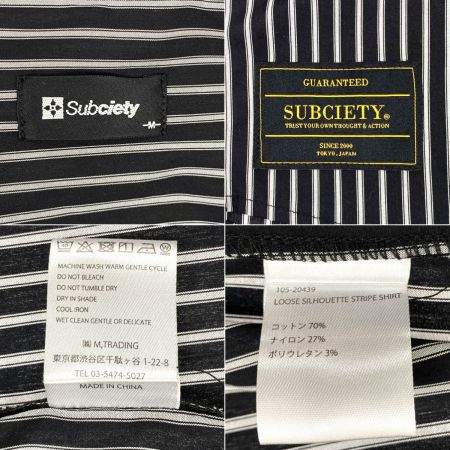 Subciety
-M-
GUARANTEED
SUBCIETY®
TRUST YOUR OWN THOUGHT & ACTION
SINCE 2000
TOKYO, JAPAN
MACHINE WASH WARM GENTLE CYCLE
DO NOT BLEACH
DO NOT TUMBLE DRY
DRY IN SHADE
COOL IRON
WET CLEAN GENTLE OR DELICATE
㈱ M,TRADING
東京都渋谷区千駄ヶ谷 1-22-8
TEL 03-5474-5027
MADE IN CHINA
105-20439
LOOSE SILHOUETTE STRIPE SHIRT
コットン 70%
ナイロン 27%
ポリウレタン 3%